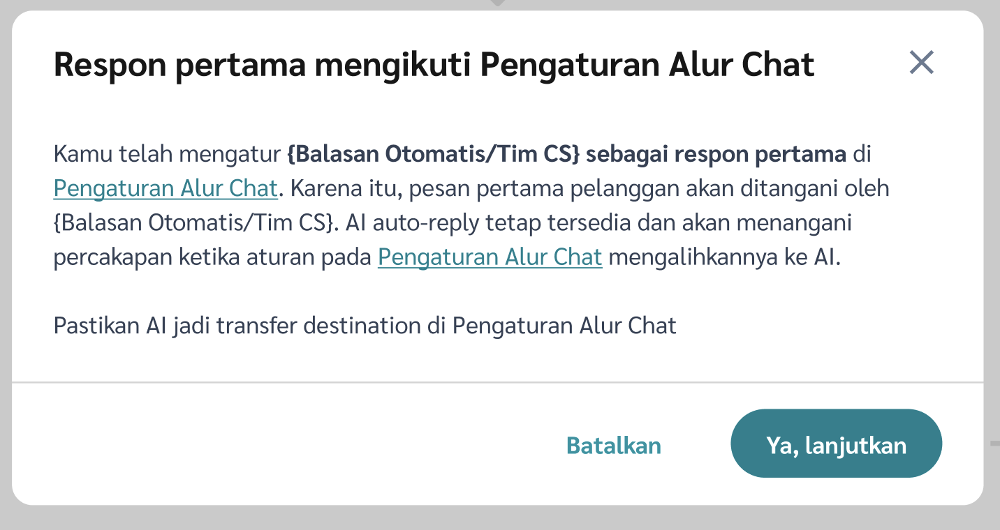 Respon pertama mengikuti Pengaturan Alur Chat
Kamu telah mengatur {Balasan Otomatis/Tim CS} sebagai respon pertama di
Pengaturan Alur Chat. Karena itu, pesan pertama pelanggan akan ditangani oleh
{Balasan Otomatis/Tim CS}. AI auto-reply tetap tersedia dan akan menangani
percakapan ketika aturan pada Pengaturan Alur Chat mengalihkannya ke AI.
Pastikan AI jadi transfer destination di Pengaturan Alur Chat
Batalkan
Ya, lanjutkan